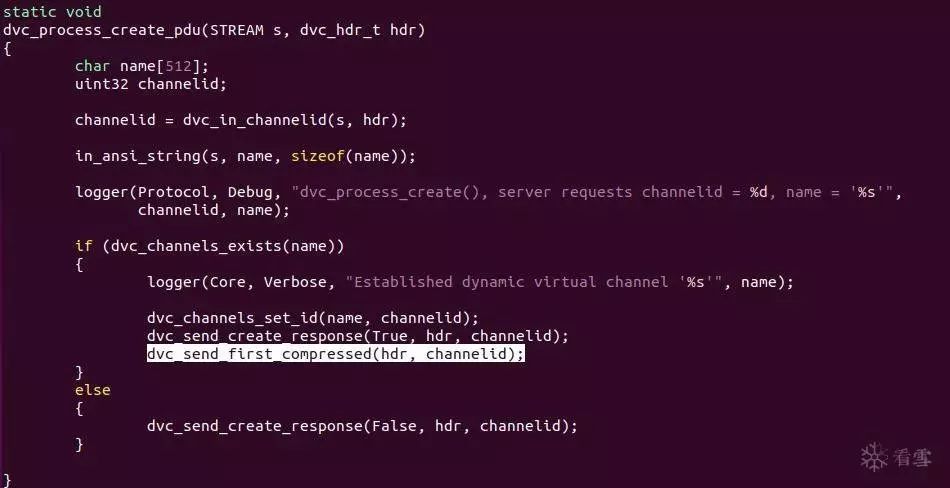 static void
dvc_process_create_pdu(STREAM s, dvc_hdr_t hdr)
{
char name[512];
uint32 channelid;
channelid = dvc_in_channelid(s, hdr);
in_ansi_string(s, name, sizeof(name));
logger(Protocol, Debug, "dvc_process_create(), server requests channelid = %d, name = '%s'",
channelid, name);
if (dvc_channels_exists(name))
{
logger(Core, Verbose, "Established dynamic virtual channel '%s'", name);
dvc_channels_set_id(name, channelid);
dvc_send_create_response(True, hdr, channelid);
dvc_send_first_compressed(hdr, channelid);
}
else
{
dvc_send_create_response(False, hdr, channelid);
}
}
看雪